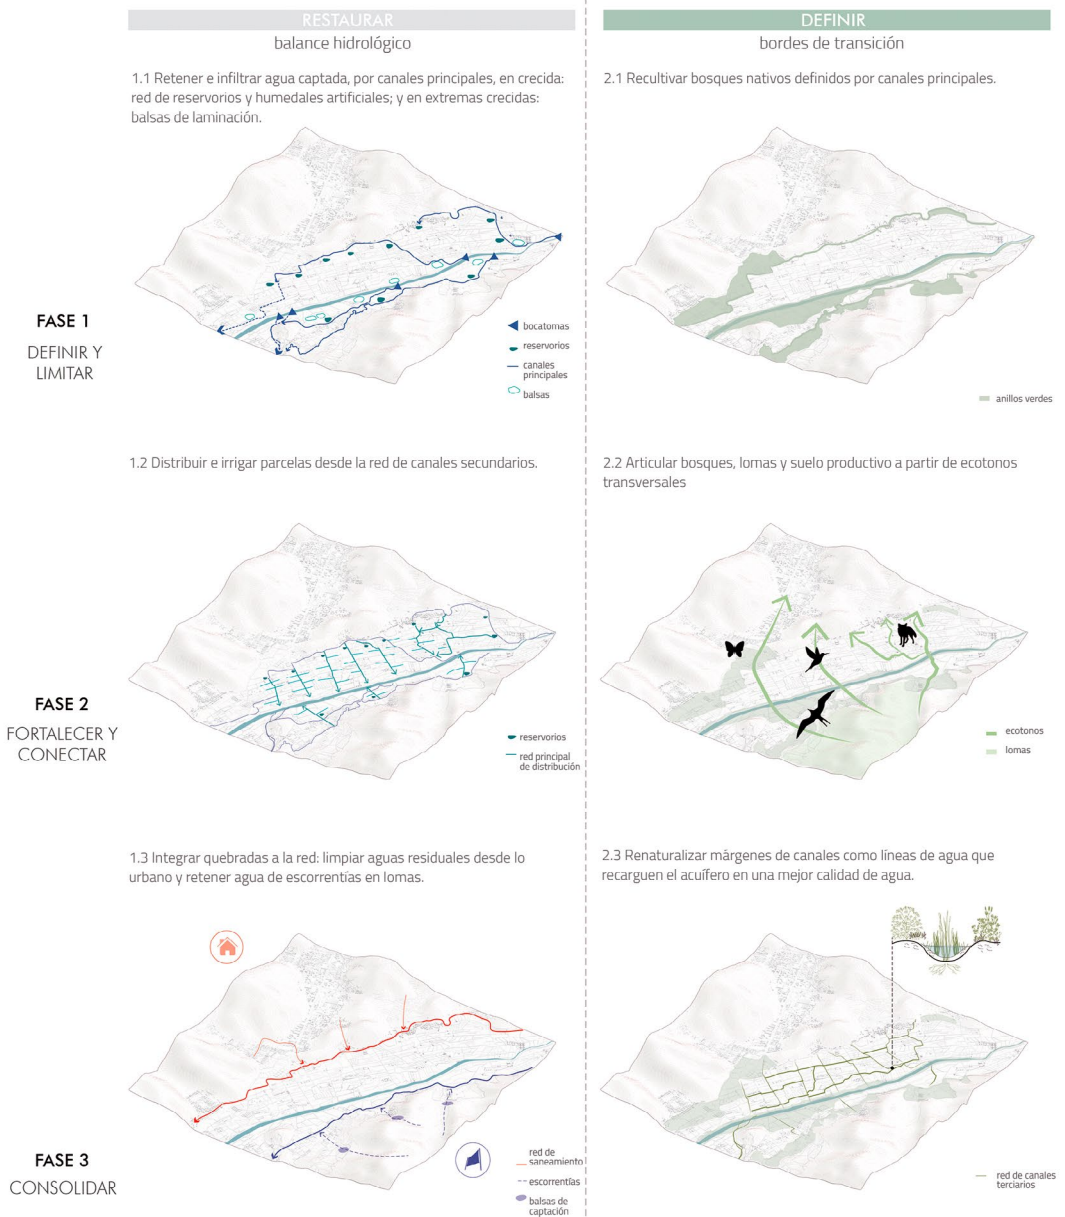 RESTAURAR
balance hidrológico
DEFINIR
bordes de transición
1.1 Retener e infiltrar agua captada, por canales principales, en crecida:
red de reservorios y humedales artificiales; y en extremas crecidas:
balsas de laminación.
2.1 Recultivar bosques nativos definidos por canales principales.
FASE 1
DEFINIR Y
LIMITAR
bocatomas
reservorios
canales
principales
balsas
anillos verdes
1.2 Distribuir e irrigar parcelas desde la red de canales secundarios.
2.2 Articular bosques, lomas y suelo productivo a partir de ecotonos
transversales
FASE 2
FORTALECER Y
CONECTAR
reservorios
red principal
de distribución
ecotonos
lomas
1.3 Integrar quebradas a la red: limpiar aguas residuales desde lo
urbano y retener agua de escorrentías en lomas.
2.3 Renaturalizar márgenes de canales como líneas de agua que
recarguen el acuífero en una mejor calidad de agua.
FASE 3
CONSOLIDAR
red de
saneamiento
escorrentías
balsas de
captación
red de canales
terciarios